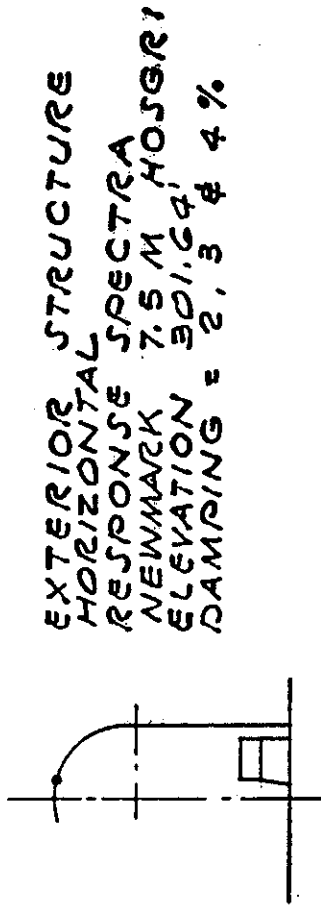 EXTERIOR STRUCTURE
HORIZONTAL
RESPONSE SPECTRA
NEWMARK 7.5 M HOSGRI
ELEVATION 301.64'
DAMPING = 2, 3 & 4 %